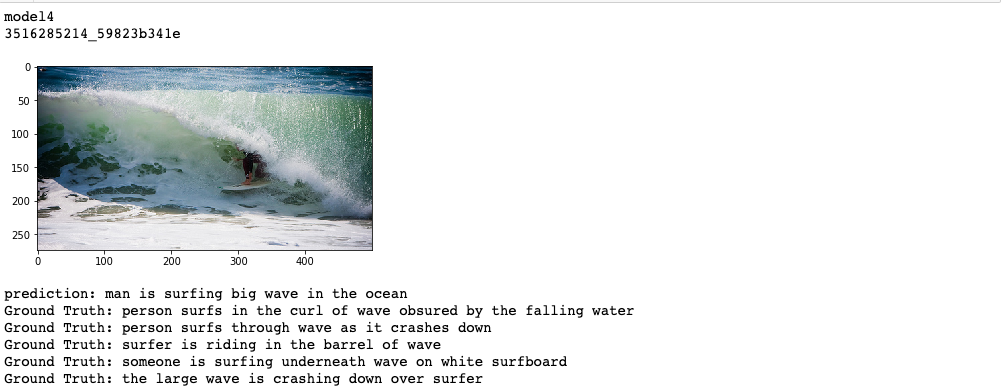 model4
3516285214_59823b341e
0
50
100
150
200
250
0 100 200 300 400
prediction: man is surfing big wave in the ocean
Ground Truth: person surfs in the curl of wave obsured by the falling water
Ground Truth: person surfs through wave as it crashes down
Ground Truth: surfer is riding in the barrel of wave
Ground Truth: someone is surfing underneath wave on white surfboard
Ground Truth: the large wave is crashing down over surfer